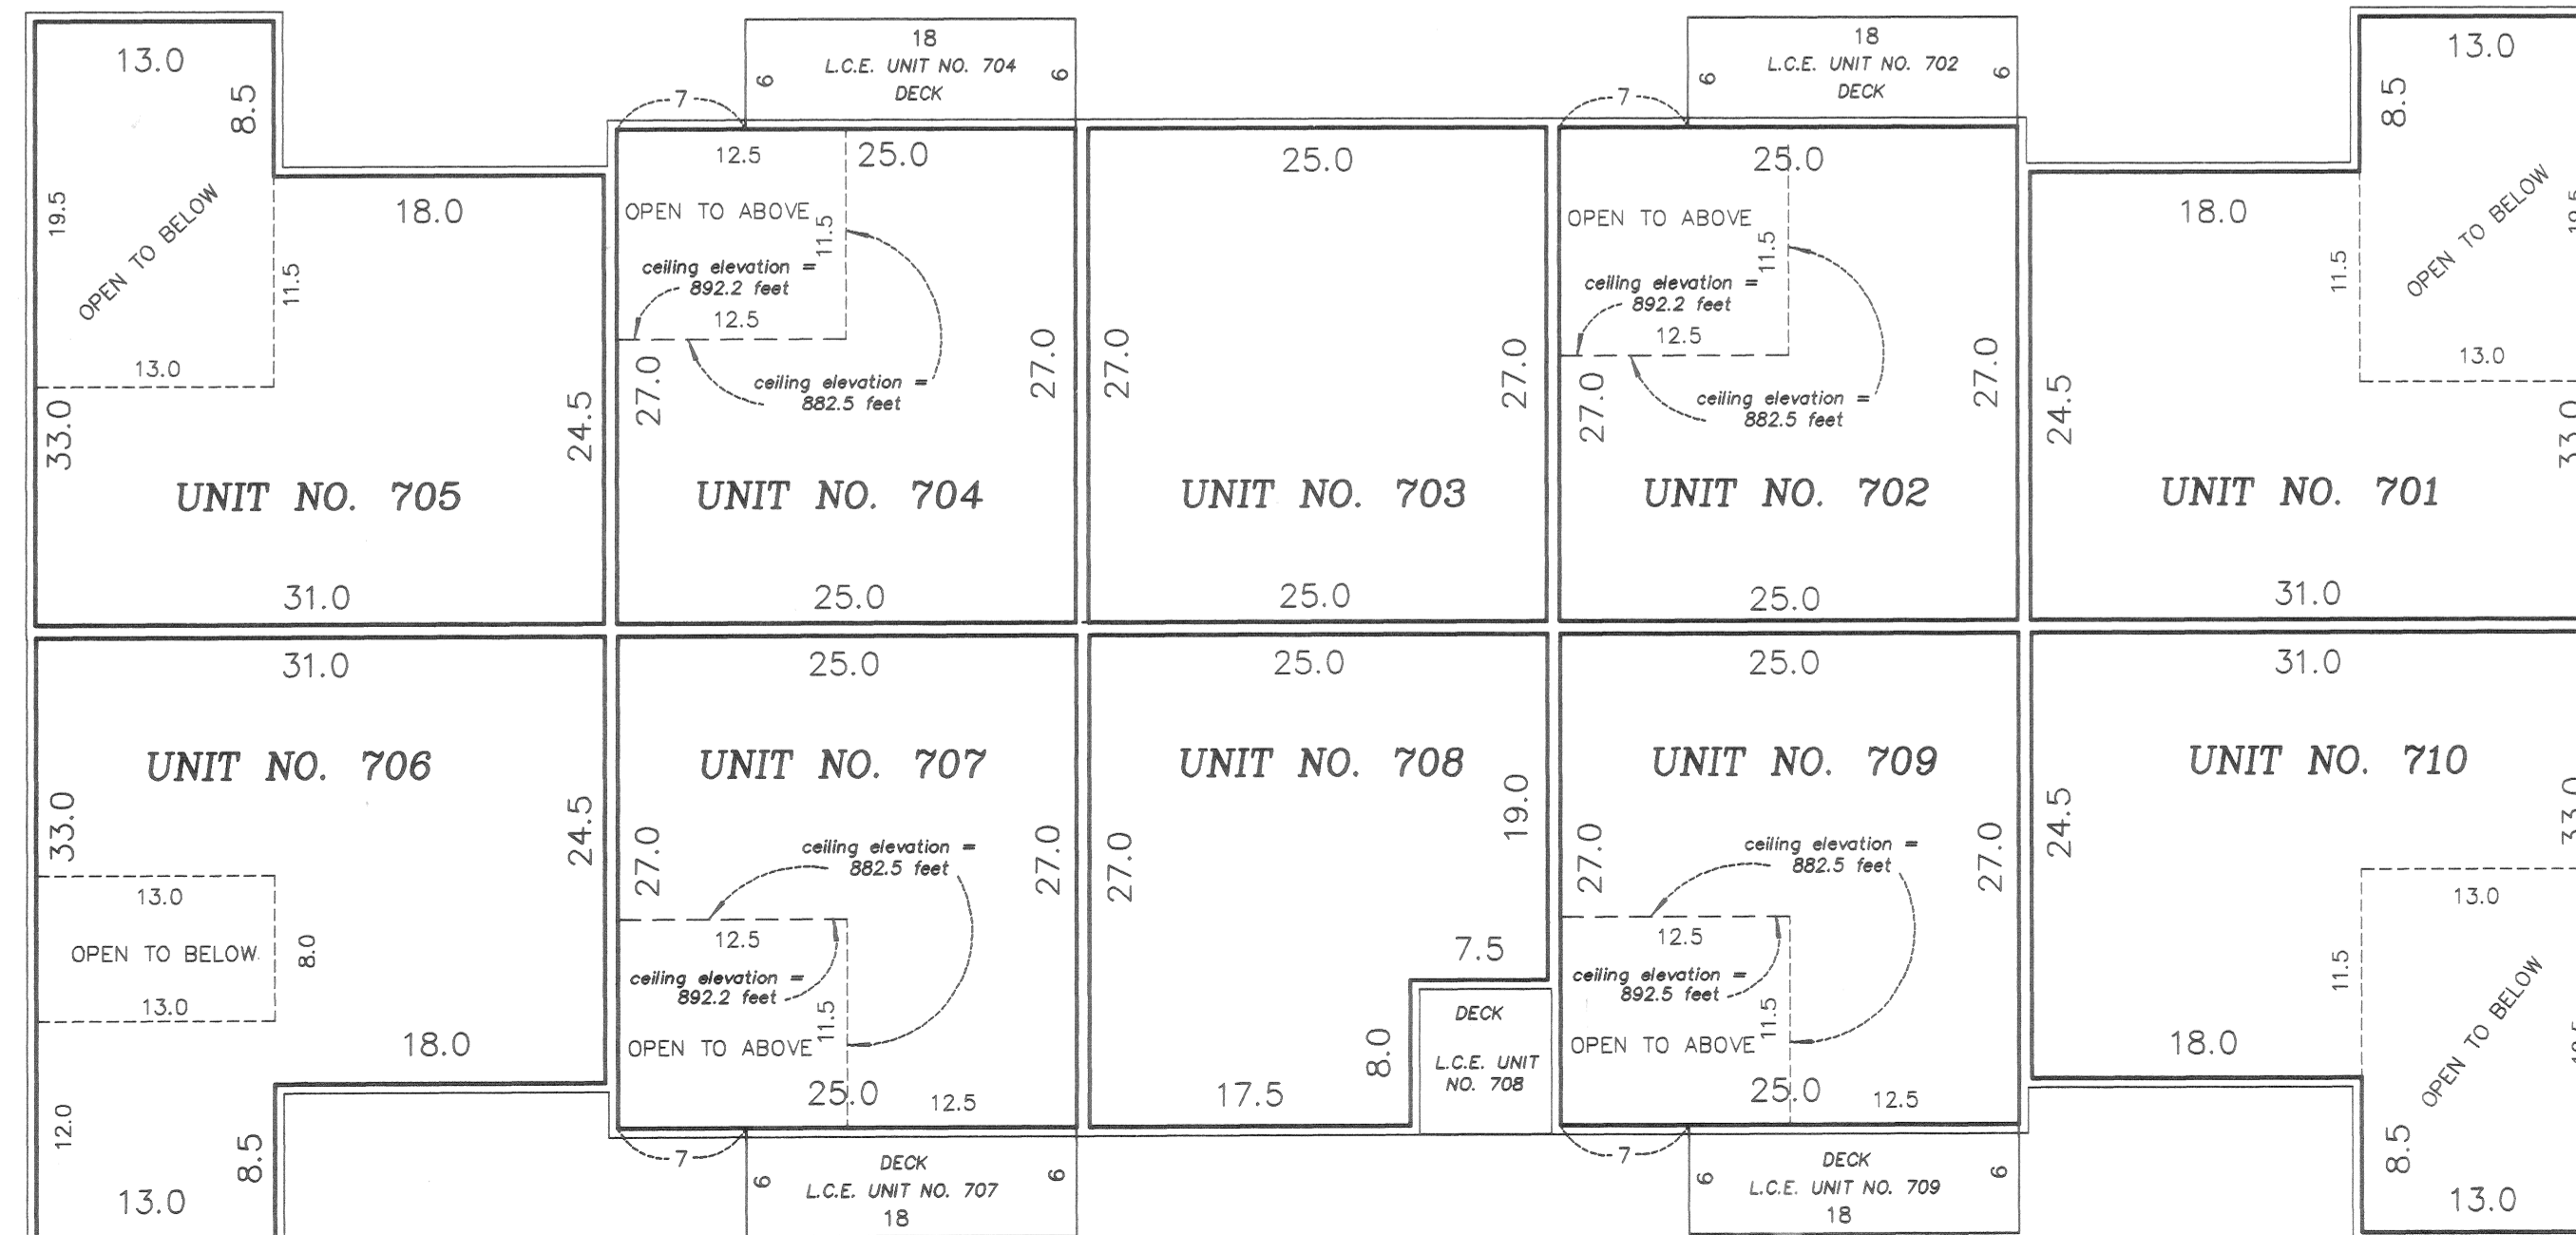 13.0
8.5
19.5
OPEN TO BELOW
11.5
18.0
13.0
33.0
24.5
UNIT NO. 705
31.0
18
L.C.E. UNIT NO. 704
DECK
6
6
7
12.5
25.0
OPEN TO ABOVE
11.5
ceiling elevation =
892.2 feet
12.5
27.0
27.0
ceiling elevation =
882.5 feet
UNIT NO. 704
25.0
25.0
27.0
27.0
UNIT NO. 703
25.0
18
L.C.E. UNIT NO. 702
DECK
6
6
7
25.0
OPEN TO ABOVE
11.5
ceiling elevation =
892.2 feet
12.5
27.0
27.0
ceiling elevation =
882.5 feet
UNIT NO. 702
25.0
13.0
8.5
18.0
OPEN TO BELOW
11.5
13.0
24.5
33.0
UNIT NO. 701
31.0
31.0
UNIT NO. 706
33.0
24.5
13.0
OPEN TO BELOW
8.0
13.0
18.0
12.0
8.5
13.0
25.0
UNIT NO. 707
27.0
27.0
ceiling elevation =
882.5 feet
12.5
ceiling elevation =
892.2 feet
11.5
OPEN TO ABOVE
25.0
12.5
7
DECK
6
6
L.C.E. UNIT NO. 707
18
25.0
UNIT NO. 708
19.0
27.0
7.5
DECK
L.C.E. UNIT
NO. 708
8.0
17.5
25.0
UNIT NO. 709
27.0
27.0
ceiling elevation =
882.5 feet
12.5
ceiling elevation =
892.5 feet
11.5
OPEN TO ABOVE
25.0
12.5
7
DECK
6
6
L.C.E. UNIT NO. 709
18
31.0
UNIT NO. 710
24.5
33.0
13.0
11.5
OPEN TO BELOW
18.0
8.5
13.0